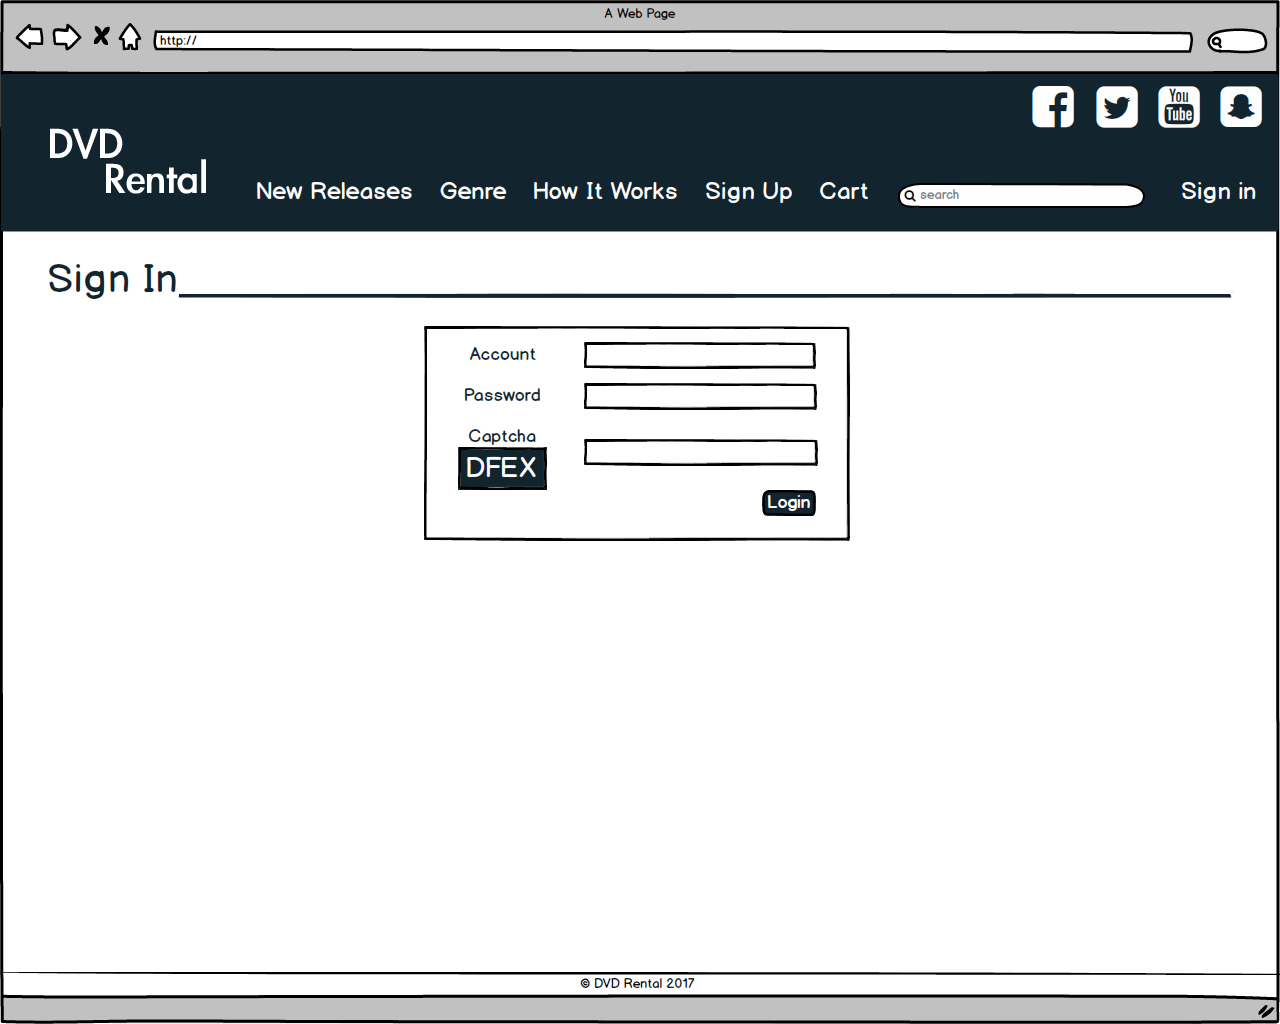 A Web Page
http://
You
Tube
DVD
Rental
New Releases Genre How It Works Sign Up Cart search Sign in
Sign In
Account
Password
Captcha
DFEX
Login
© DVD Rental 2017